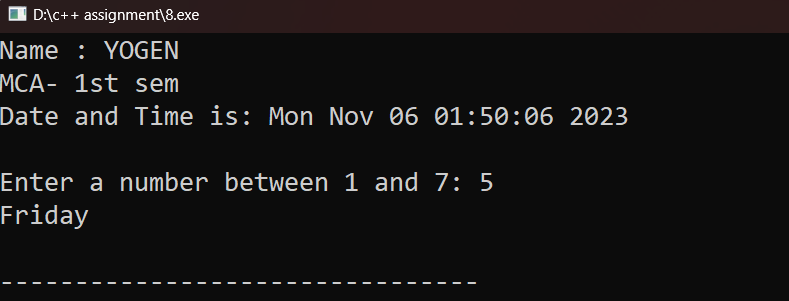 D:\c++ assignment\8.exe
Name : YOGEN
MCA- 1st sem
Date and Time is: Mon Nov 06 01:50:06 2023
Enter a number between 1 and 7: 5
Friday
--------------------------------